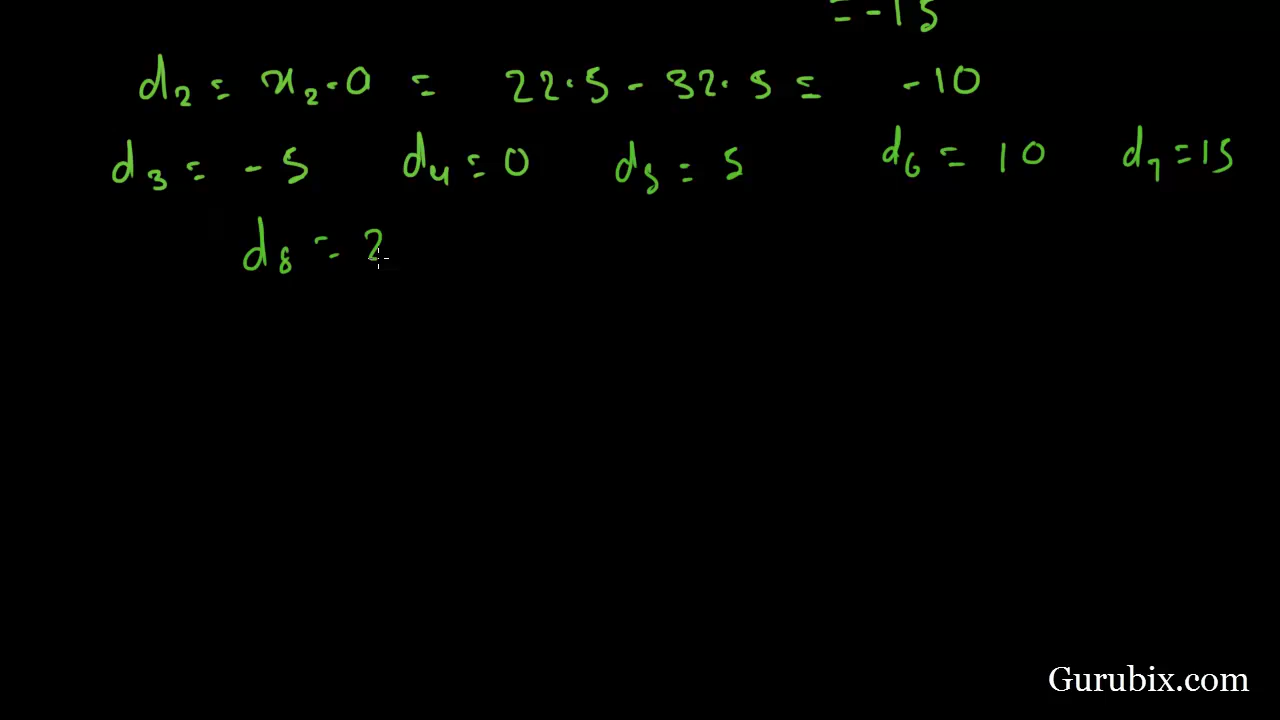 = -15
d₂ = x₂ - 0 = 22.5 - 32.5 = -10
d₃ = -5 d₄ = 0 d₅ = 5 d₆ = 10 d₇ = 15
d₈ = 2
Gurubix.com